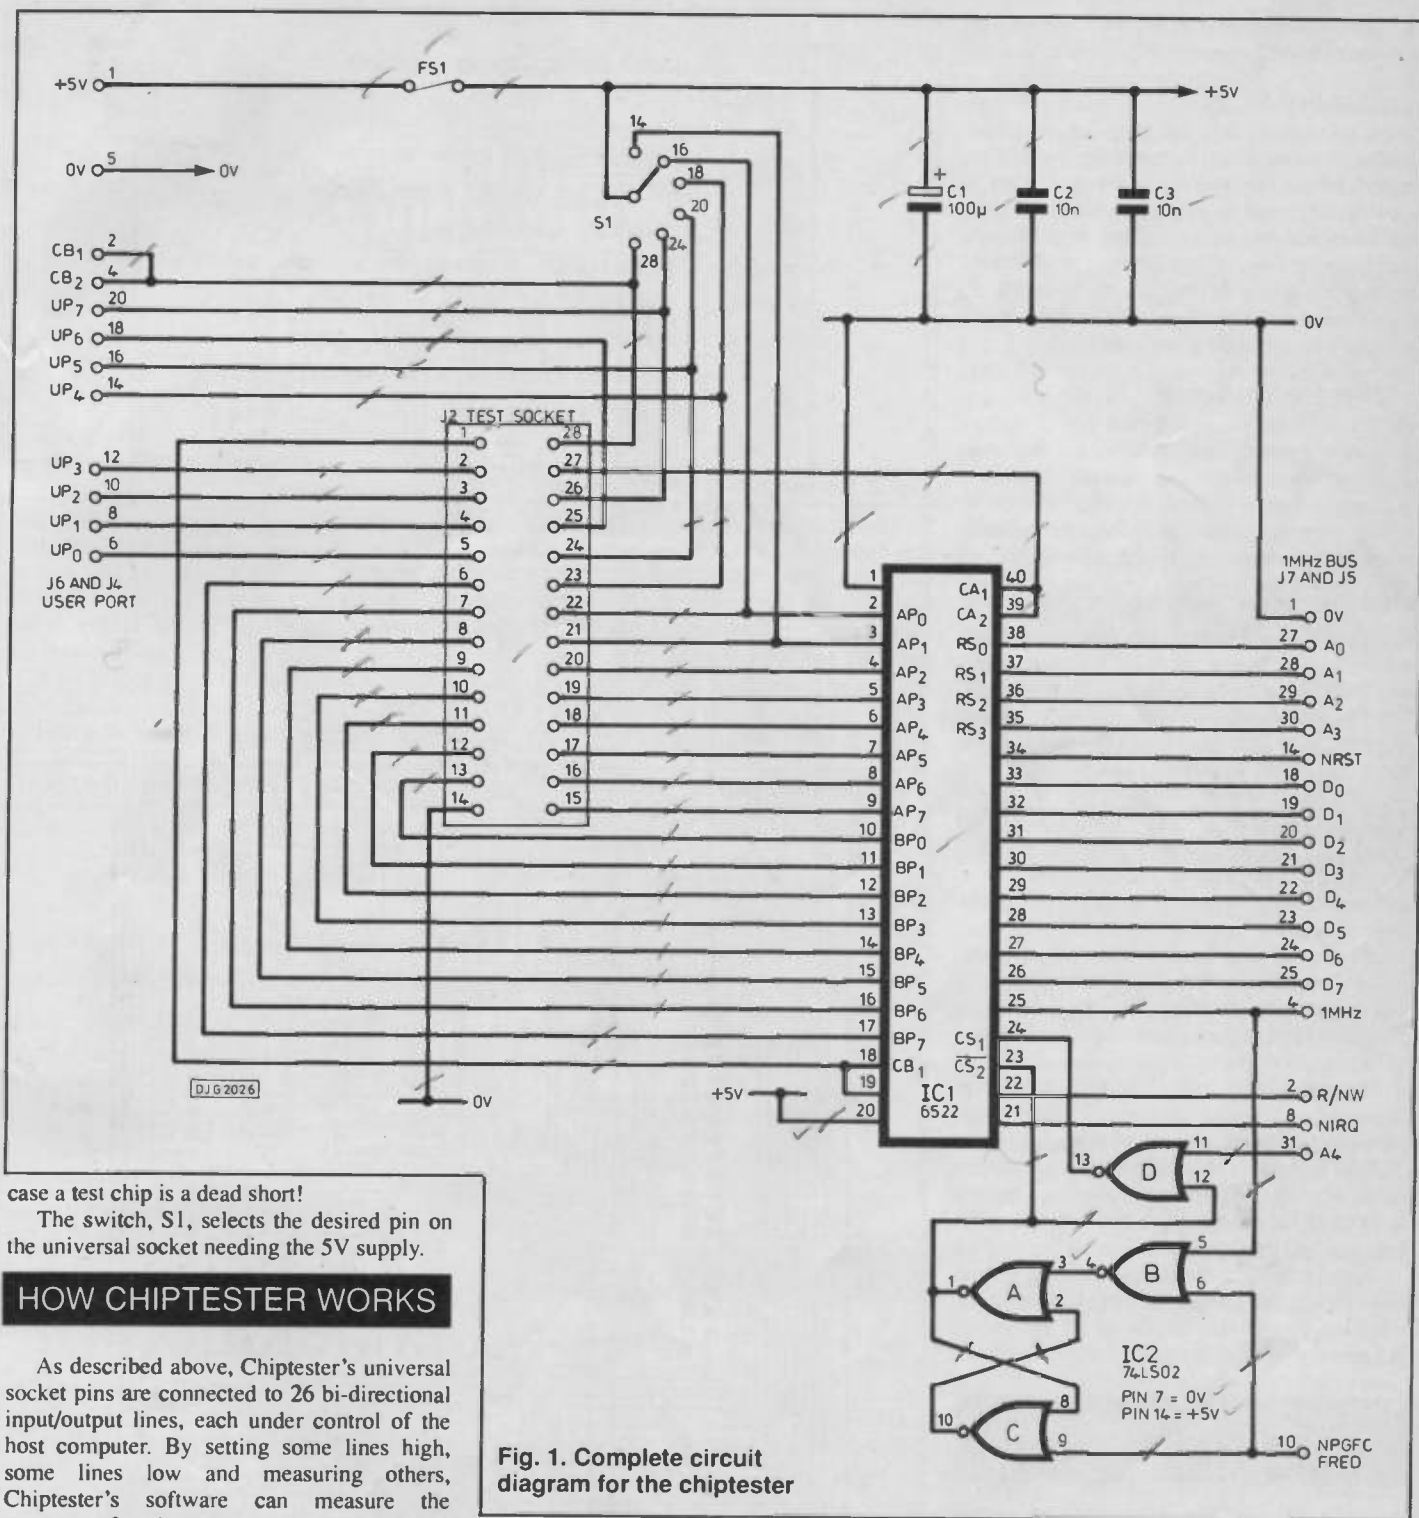 +5V 1
FS1
+5V
0V 5
0V
14
16
18
20
24
28
S1
+
C1
100µ
C2
10n
C3
10n
0V
CB1 2
CB2 4
UP7 20
UP6 18
UP5 16
UP4 14
UP3 12
UP2 10
UP1 8
UP0 6
J6 AND J4
USER PORT
J2 TEST SOCKET
1 28
2 27
3 26
4 25
5 24
6 23
7 22
8 21
9 20
10 19
11 18
12 17
13 16
14 15
1MHz BUS
J7 AND J5
1 40 CA1
2 AP0 CA2 39
3 AP1 RS0 38
4 AP2 RS1 37
5 AP3 RS2 36
6 AP4 RS3 35
7 AP5 34
8 AP6 33
9 AP7 32
10 BP0 31
11 BP1 30
12 BP2 29
13 BP3 28
14 BP4 27
15 BP5 26
16 BP6 25
17 BP7 CS1 24
18 CB1 CS2 23
19 22
20 21
IC1
6522
1 0V
27 A0
28 A1
29 A2
30 A3
14 NRST
18 D0
19 D1
20 D2
21 D3
22 D4
23 D5
24 D6
25 D7
4 1MHz
2 R/NW
8 NIRQ
31 A4
DJG2026
0V
+5V
13 D 11
12
1 A 3
2
4 B 5
6
10 C 8
9
IC2
74LS02
PIN 7 = 0V
PIN 14 = +5V
10 NPGFC
FRED
Fig. 1. Complete circuit
diagram for the chiptester
case a test chip is a dead short!
The switch, S1, selects the desired pin on
the universal socket needing the 5V supply.
HOW CHIPTESTER WORKS
As described above, Chiptester's universal
socket pins are connected to 26 bi-directional
input/output lines, each under control of the
host computer. By setting some lines high,
some lines low and measuring others,
Chiptester's software can measure the